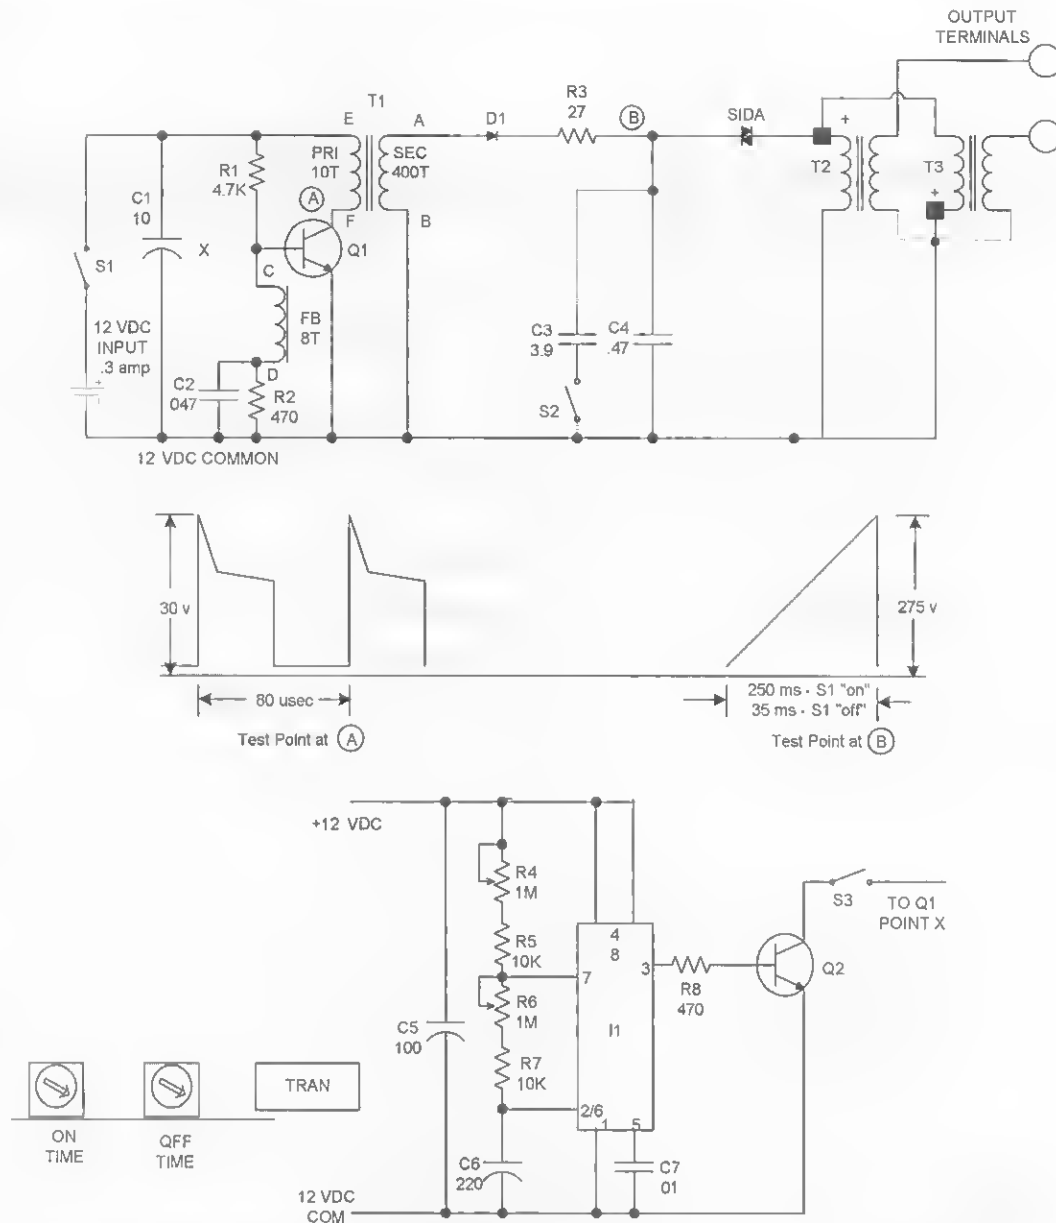 OUTPUT
TERMINALS
T1
E
A
PRI
10T
SEC
400T
D1
R3
27
B
SIDA
+
T2
T3
+
R1
4.7K
A
F
B
C1
10
X
Q1
S1
C
12 VDC
INPUT
.3 amp
+
FB
8T
C3
3.9
C4
.47
D
C2
047
R2
470
S2
12 VDC COMMON
30 v
80 usec
Test Point at A
275 v
250 ms - S1 "on"
35 ms - S1 "off"
Test Point at B
+12 VDC
R4
1M
S3
TO Q1
POINT X
R5
10K
4
8
7
3
R8
470
Q2
R6
1M
I1
C5
100
R7
10K
2/6
1
5
TRAN
ON
TIME
QFF
TIME
C6
220
C7
01
12 VDC
COM